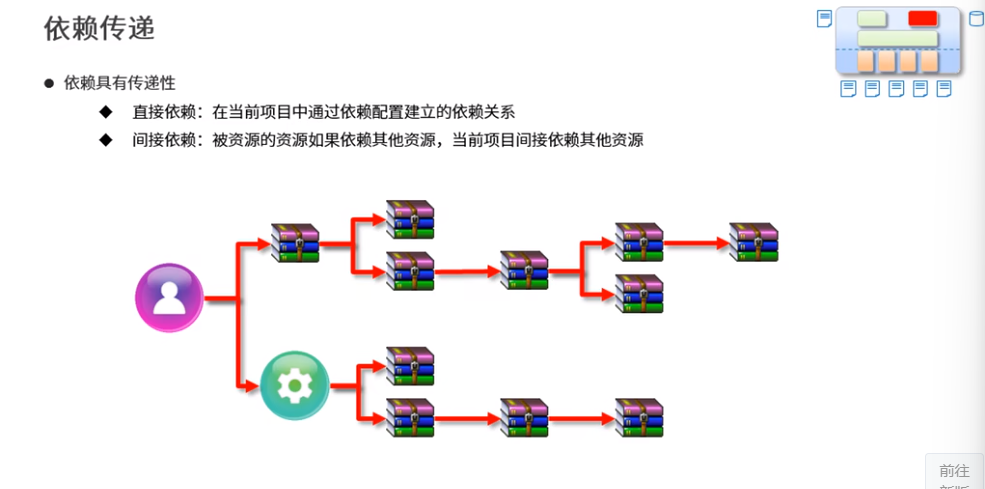 依赖传递
依赖具有传递性
直接依赖：在当前项目中通过依赖配置建立的依赖关系
间接依赖：被资源的资源如果依赖其他资源，当前项目间接依赖其他资源
前往